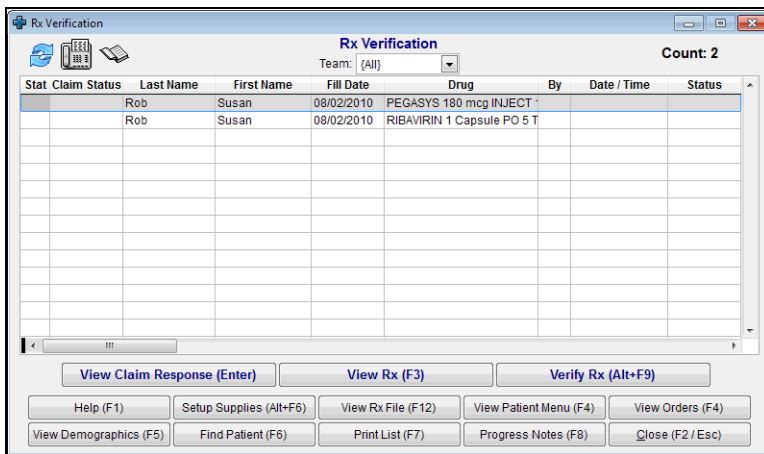 Rx Verification
Rx Verification
Team: {All}
Count: 2
Stat Claim Status Last Name First Name Fill Date Drug By Date / Time Status
Rob Susan 08/02/2010 PEGASYS 180 mcg INJECT
Rob Susan 08/02/2010 RIBAVIRIN 1 Capsule PO 5 T
View Claim Response (Enter) View Rx (F3) Verify Rx (Alt+F9)
Help (F1) Setup Supplies (Alt+F6) View Rx File (F12) View Patient Menu (F4) View Orders (F4)
View Demographics (F5) Find Patient (F6) Print List (F7) Progress Notes (F8) Close (F2 / Esc)